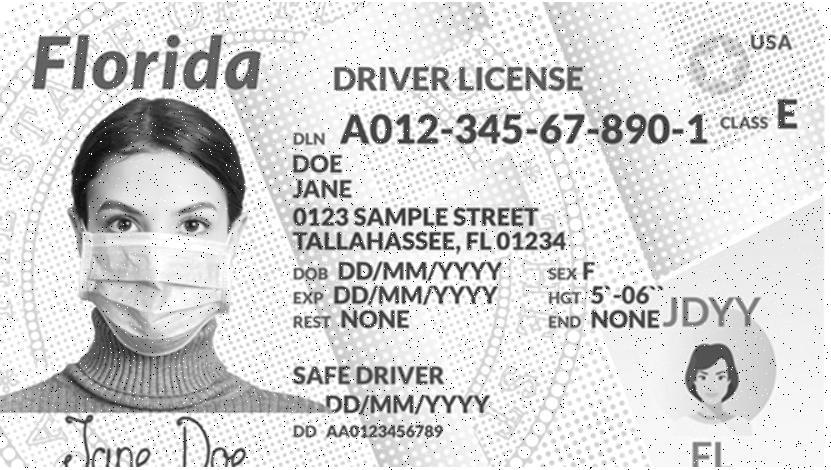 Florida
USA
DRIVER LICENSE
DLN A012-345-67-890-1 CLASS E
DOE
JANE
0123 SAMPLE STREET
TALLAHASSEE, FL 01234
DOB DD/MM/YYYY SEX F
EXP DD/MM/YYYY HGT 5`-06``
REST NONE END NONE JDYY
SAFE DRIVER
DD/MM/YYYY
DD AA0123456789
Jane Doe
FL